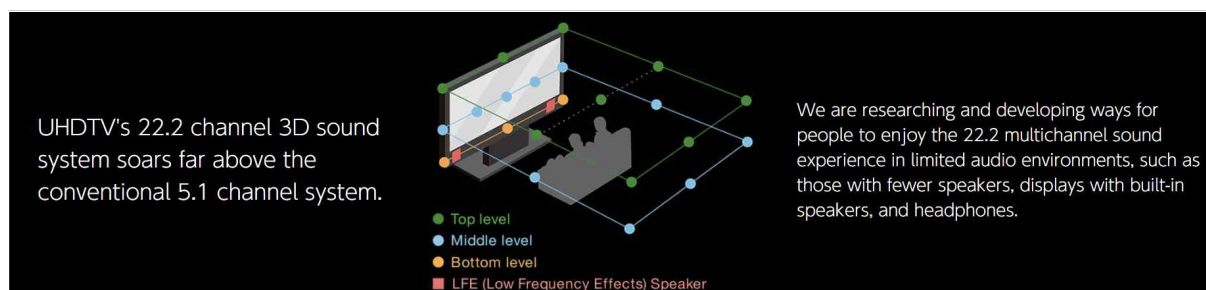 UHDTV's 22.2 channel 3D sound
system soars far above the
conventional 5.1 channel system.
Top level
Middle level
Bottom level
LFE (Low Frequency Effects) Speaker
We are researching and developing ways for
people to enjoy the 22.2 multichannel sound
experience in limited audio environments, such as
those with fewer speakers, displays with built-in
speakers, and headphones.